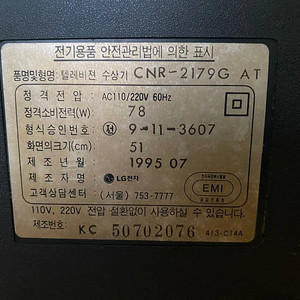 전기용품 안전관리법에 의한 표시
품명및형명: 텔레비젼 수상기 CNR-2179G AT
정격전압: AC110/220V 60Hz
정격소비전력(W): 78
형식승인번호: 전 9-11-3607
화면의크기(cm): 51
제조년월: 1995 07
제조자명: LG전자
고객상담센터: (서울) 753-7777
EMI
110V, 220V 전압 절환없이 사용하실 수 있습니다.
제조번호: KC 50702076 413-C14A